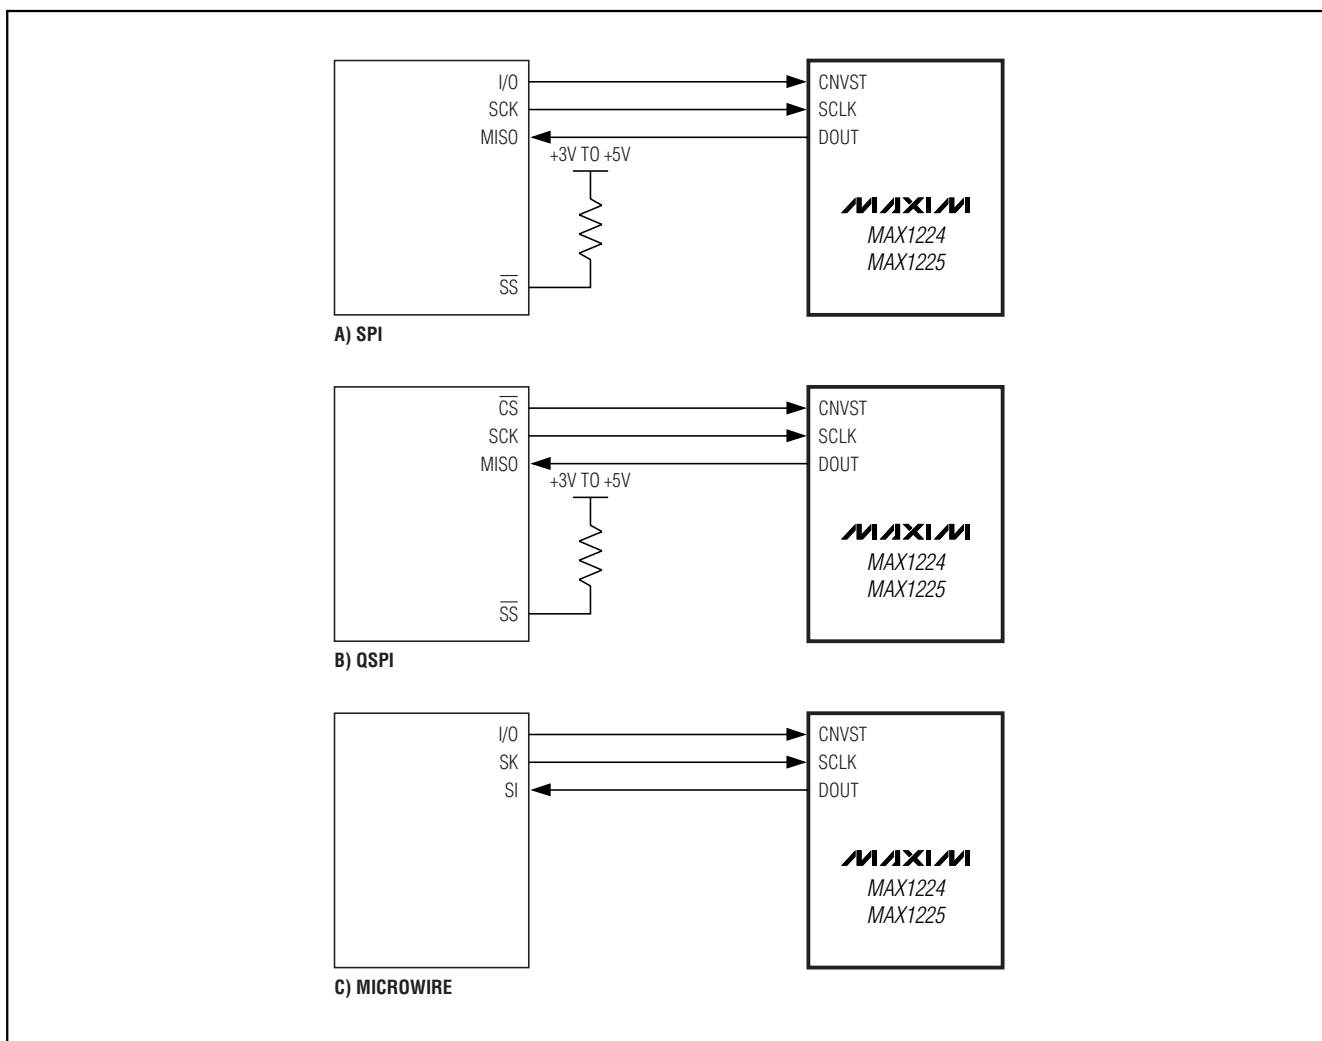 I/O CNVST
SCK SCLK
MISO DOUT
+3V TO +5V
MAXIM
MAX1224
MAX1225
SS
A) SPI
CS CNVST
SCK SCLK
MISO DOUT
+3V TO +5V
MAXIM
MAX1224
MAX1225
SS
B) QSPI
I/O CNVST
SK SCLK
SI DOUT
MAXIM
MAX1224
MAX1225
C) MICROWIRE